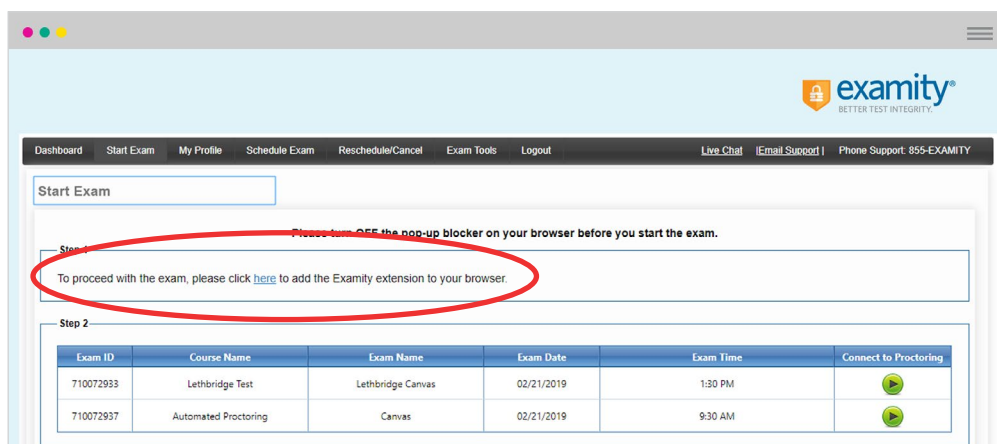 examity®
BETTER TEST INTEGRITY.
Dashboard Start Exam My Profile Schedule Exam Reschedule/Cancel Exam Tools Logout Live Chat |Email Support| Phone Support: 855-EXAMITY
Start Exam
Please turn OFF the pop-up blocker on your browser before you start the exam.
Step 1
To proceed with the exam, please click here to add the Examity extension to your browser.
Step 2
Exam ID Course Name Exam Name Exam Date Exam Time Connect to Proctoring
710072933 Lethbridge Test Lethbridge Canvas 02/21/2019 1:30 PM
710072937 Automated Proctoring Canvas 02/21/2019 9:30 AM